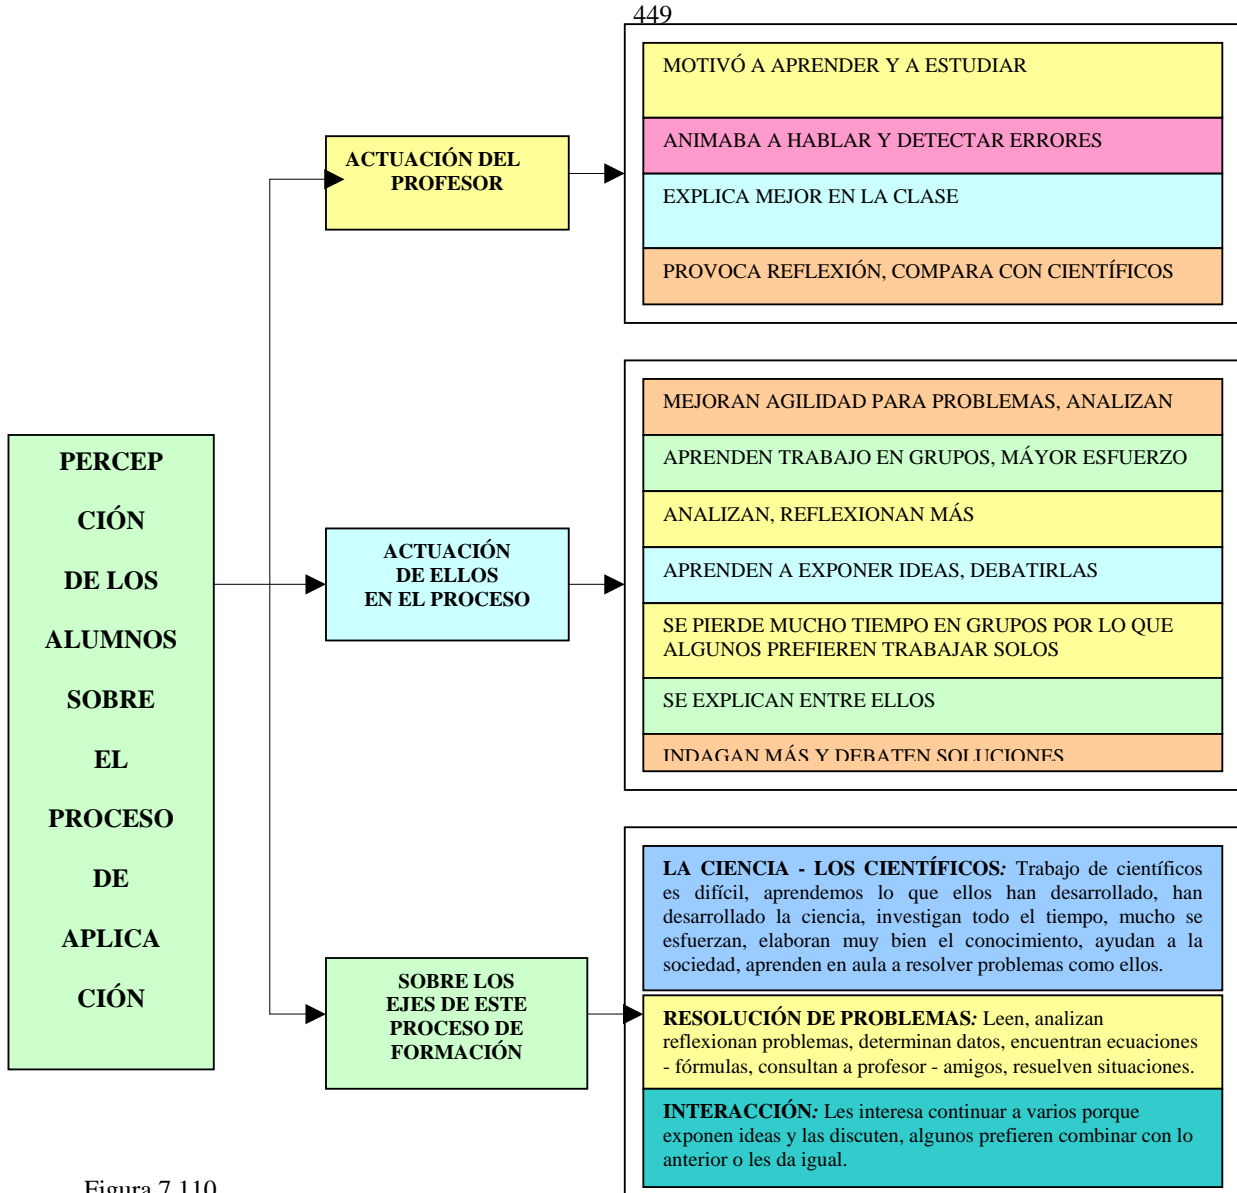 449
PERCEP
CIÓN
DE LOS
ALUMNOS
SOBRE
EL
PROCESO
DE
APLICA
CIÓN
ACTUACIÓN DEL
PROFESOR
MOTIVÓ A APRENDER Y A ESTUDIAR
ANIMABA A HABLAR Y DETECTAR ERRORES
EXPLICA MEJOR EN LA CLASE
PROVOCA REFLEXIÓN, COMPARA CON CIENTÍFICOS
ACTUACIÓN
DE ELLOS
EN EL PROCESO
MEJORAN AGILIDAD PARA PROBLEMAS, ANALIZAN
APRENDEN TRABAJO EN GRUPOS, MÁYOR ESFUERZO
ANALIZAN, REFLEXIONAN MÁS
APRENDEN A EXPONER IDEAS, DEBATIRLAS
SE PIERDE MUCHO TIEMPO EN GRUPOS POR LO QUE
ALGUNOS PREFIEREN TRABAJAR SOLOS
SE EXPLICAN ENTRE ELLOS
INDAGAN MÁS Y DEBATEN SOLUCIONES
SOBRE LOS
EJES DE ESTE
PROCESO DE
FORMACIÓN
LA CIENCIA - LOS CIENTÍFICOS: Trabajo de científicos
es difícil, aprendemos lo que ellos han desarrollado, han
desarrollado la ciencia, investigan todo el tiempo, mucho se
esfuerzan, elaboran muy bien el conocimiento, ayudan a la
sociedad, aprenden en aula a resolver problemas como ellos.
RESOLUCIÓN DE PROBLEMAS: Leen, analizan
reflexionan problemas, determinan datos, encuentran ecuaciones
- fórmulas, consultan a profesor - amigos, resuelven situaciones.
INTERACCIÓN: Les interesa continuar a varios porque
exponen ideas y las discuten, algunos prefieren combinar con lo
anterior o les da igual.
Figura 7.110